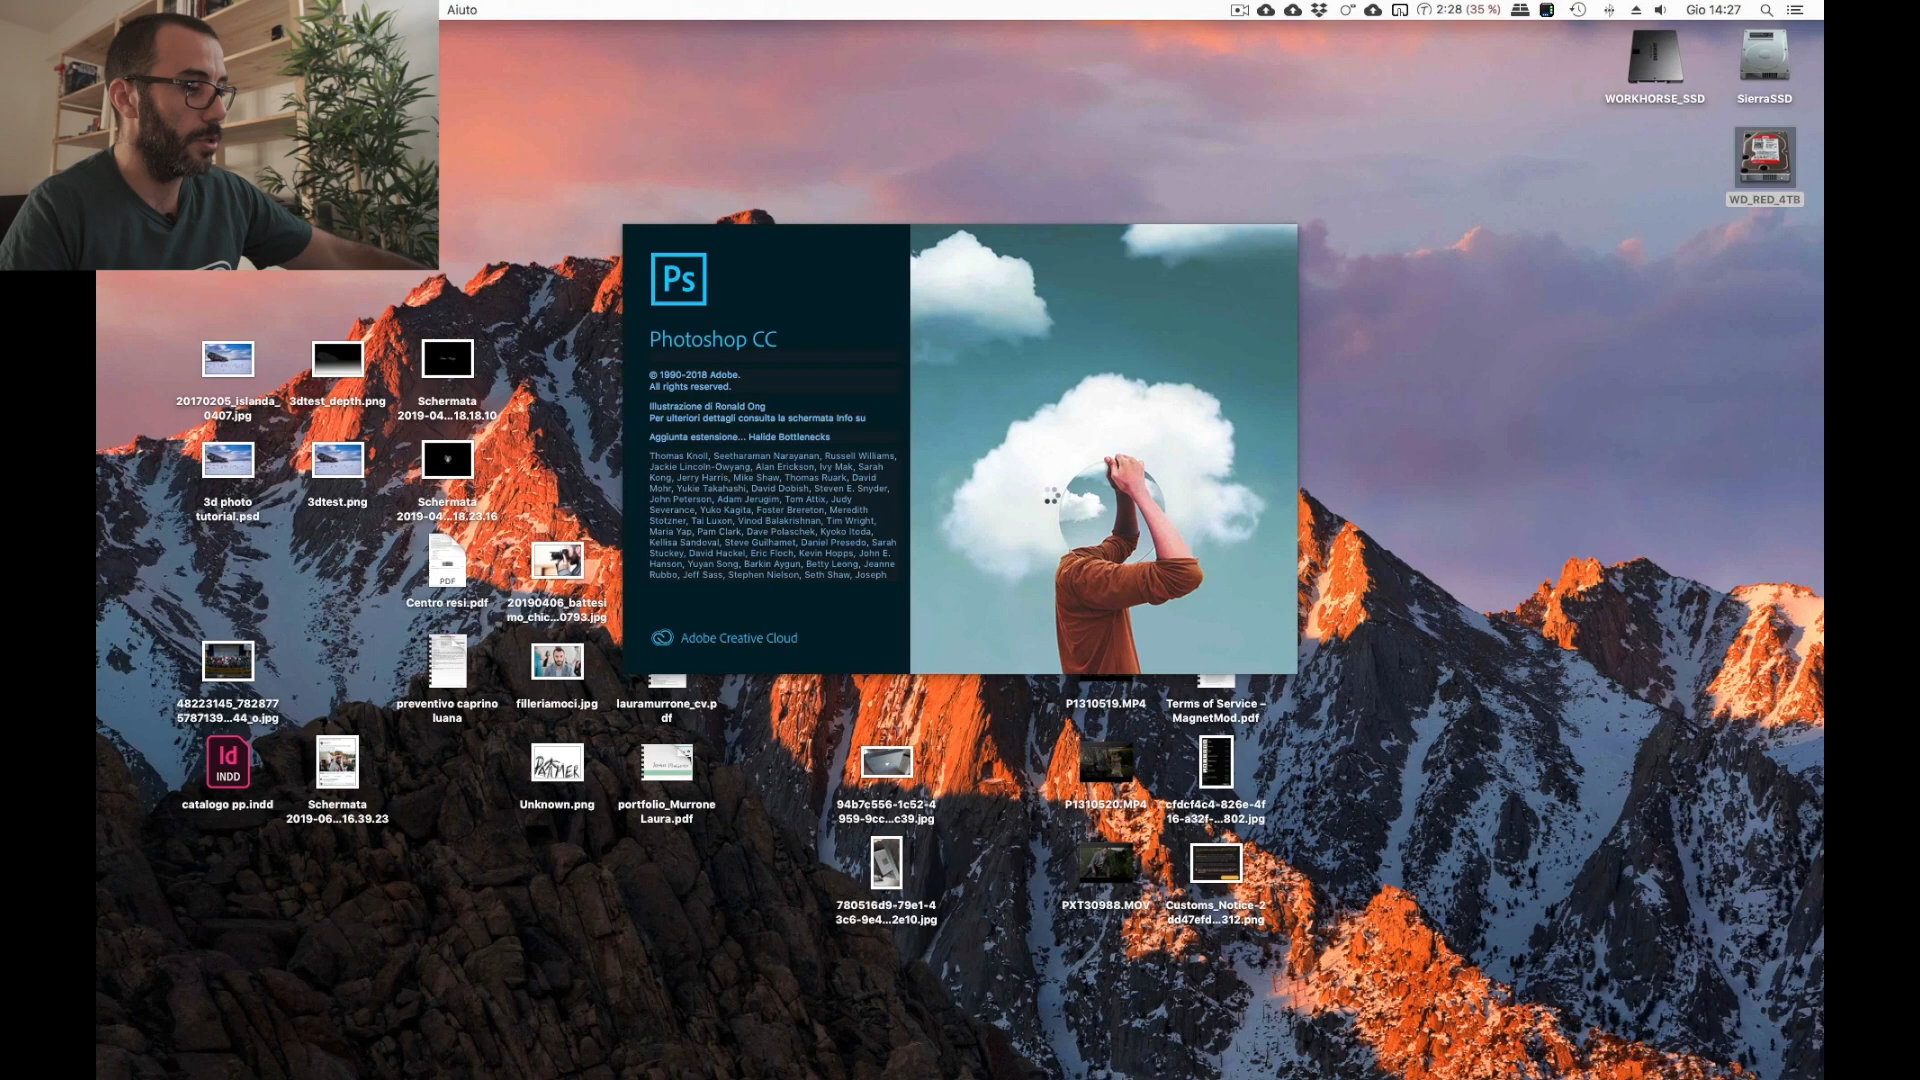 Aiuto
2:28 (35 %)
Gio 14:27
WORKHORSE_SSD
SierraSSD
WD_RED_4TB
Ps
Photoshop CC
© 1990-2018 Adobe.
All rights reserved.
Illustrazione di Ronald Ong
Per ulteriori dettagli consulta la schermata Info su
Aggiunta estensione... Halide Bottlenecks
Thomas Knoll, Seetharaman Narayanan, Russell Williams,
Jackie Lincoln-Owyang, Alan Erickson, Ivy Mak, Sarah
Kong, Jerry Harris, Mike Shaw, Thomas Ruark, David
Mohr, Yukie Takahashi, David Dobish, Steven E. Snyder,
John Peterson, Adam Jerugim, Tom Attix, Judy
Severance, Yuko Kagita, Foster Brereton, Meredith
Stotzner, Tai Luxon, Vinod Balakrishnan, Tim Wright,
Maria Yap, Pam Clark, Dave Polaschek, Kyoko Itoda,
Kellisa Sandoval, Steve Guilhamet, Daniel Presedo, Sarah
Stuckey, David Hackel, Eric Floch, Kevin Hopps, John E.
Hanson, Yuyan Song, Barkin Aygun, Betty Leong, Jeanne
Rubbo, Jeff Sass, Stephen Nielson, Seth Shaw, Joseph
Adobe Creative Cloud
20170205_islanda_
0407.jpg
3dtest_depth.png
Schermata
2019-04...18.18.10
3d photo
tutorial.psd
3dtest.png
Schermata
2019-04...18.23.16
PDF
Centro resi.pdf
20190406_battesi
mo_chic...0793.jpg
48223145_782877
5787139...44_o.jpg
preventivo caprino
luana
filleriamoci.jpg
lauramurrone_cv.p
df
P1310519.MP4
Terms of Service –
MagnetMod.pdf
Id
INDD
catalogo pp.indd
Schermata
2019-06...16.39.23
Unknown.png
portfolio_Murrone
Laura.pdf
94b7c556-1c52-4
959-9cc...c39.jpg
P1310520.MP4
cfdcf4c4-826e-4f
16-a32f-...802.jpg
780516d9-79e1-4
3c6-9e4...2e10.jpg
PXT30988.MOV
Customs_Notice-2
dd47efd...312.png